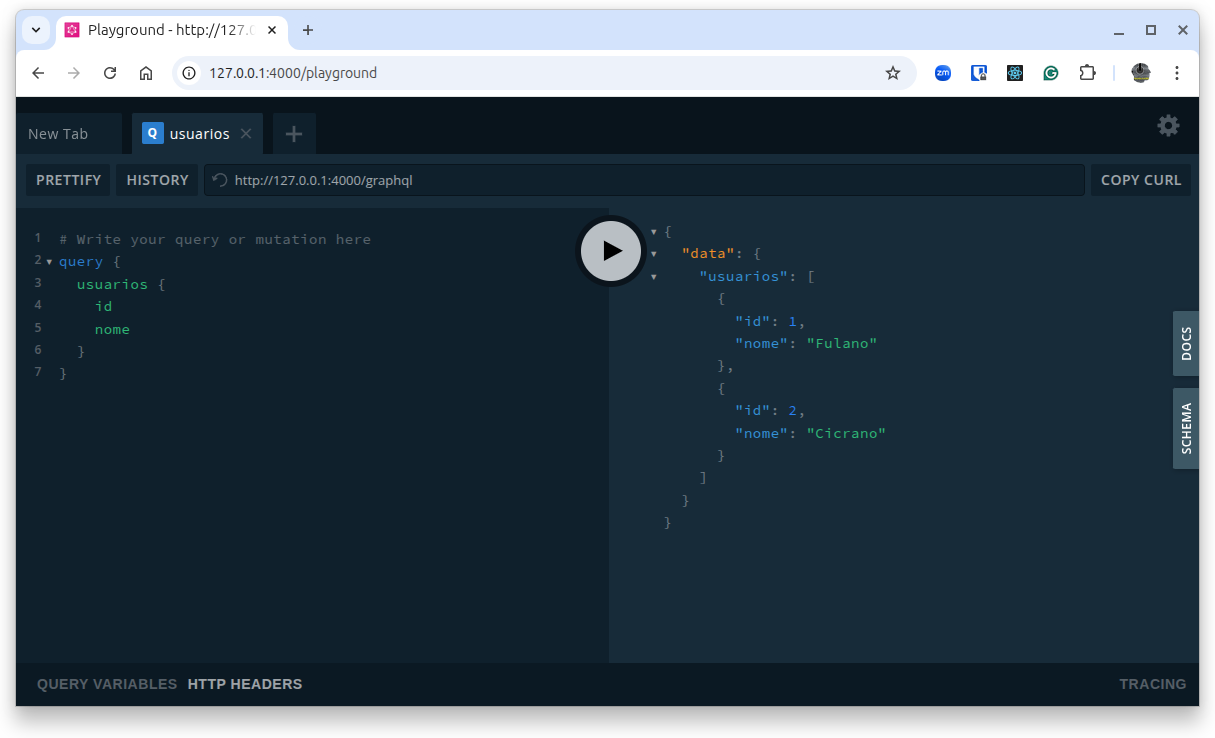 Playground - http://127.0
127.0.0.1:4000/playground
zm
New Tab
Q usuarios
PRETTIFY HISTORY http://127.0.0.1:4000/graphql COPY CURL
1 # Write your query or mutation here
2 query {
3 usuarios {
4 id
5 nome
6 }
7 }
{
"data": {
"usuarios": [
{
"id": 1,
"nome": "Fulano"
},
{
"id": 2,
"nome": "Cicrano"
}
]
}
}
DOCS
SCHEMA
QUERY VARIABLES HTTP HEADERS TRACING